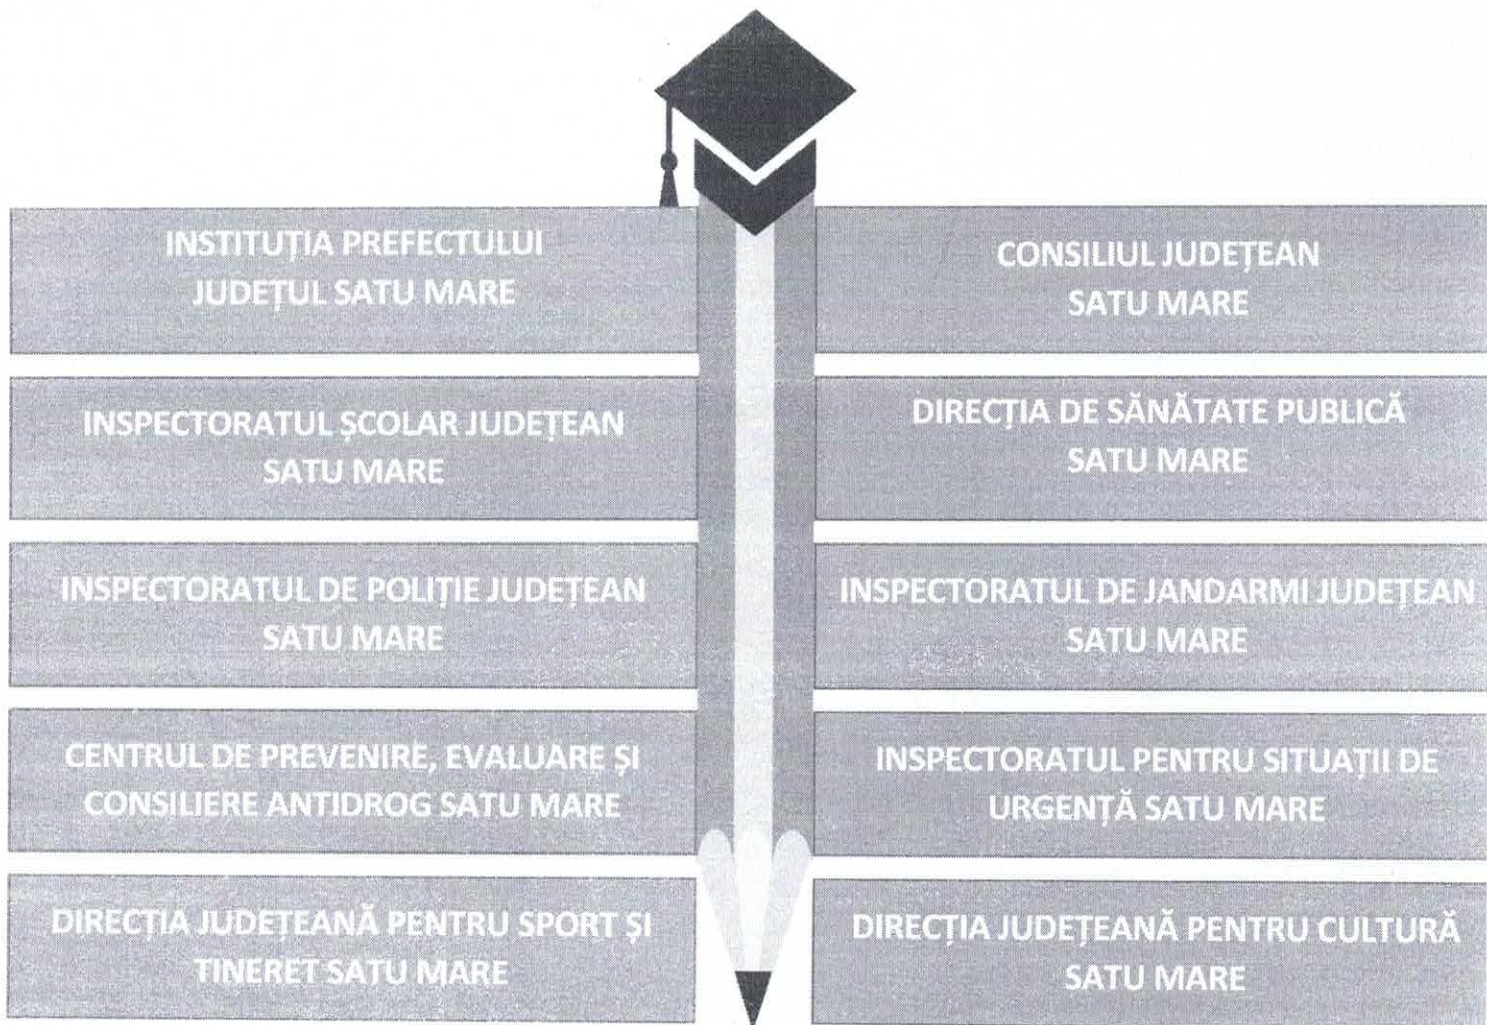 INSTITUȚIA PREFECTULUI
JUDEȚUL SATU MARE
CONSILIUL JUDEȚEAN
SATU MARE
INSPECTORATUL ȘCOLAR JUDEȚEAN
SATU MARE
DIRECȚIA DE SĂNĂTATE PUBLICĂ
SATU MARE
INSPECTORATUL DE POLIȚIE JUDEȚEAN
SATU MARE
INSPECTORATUL DE JANDARMI JUDEȚEAN
SATU MARE
CENTRUL DE PREVENIRE, EVALUARE ȘI
CONSILIERE ANTIDROG SATU MARE
INSPECTORATUL PENTRU SITUAȚII DE
URGENȚĂ SATU MARE
DIRECȚIA JUDEȚEANĂ PENTRU SPORT ȘI
TINERET SATU MARE
DIRECȚIA JUDEȚEANĂ PENTRU CULTURĂ
SATU MARE